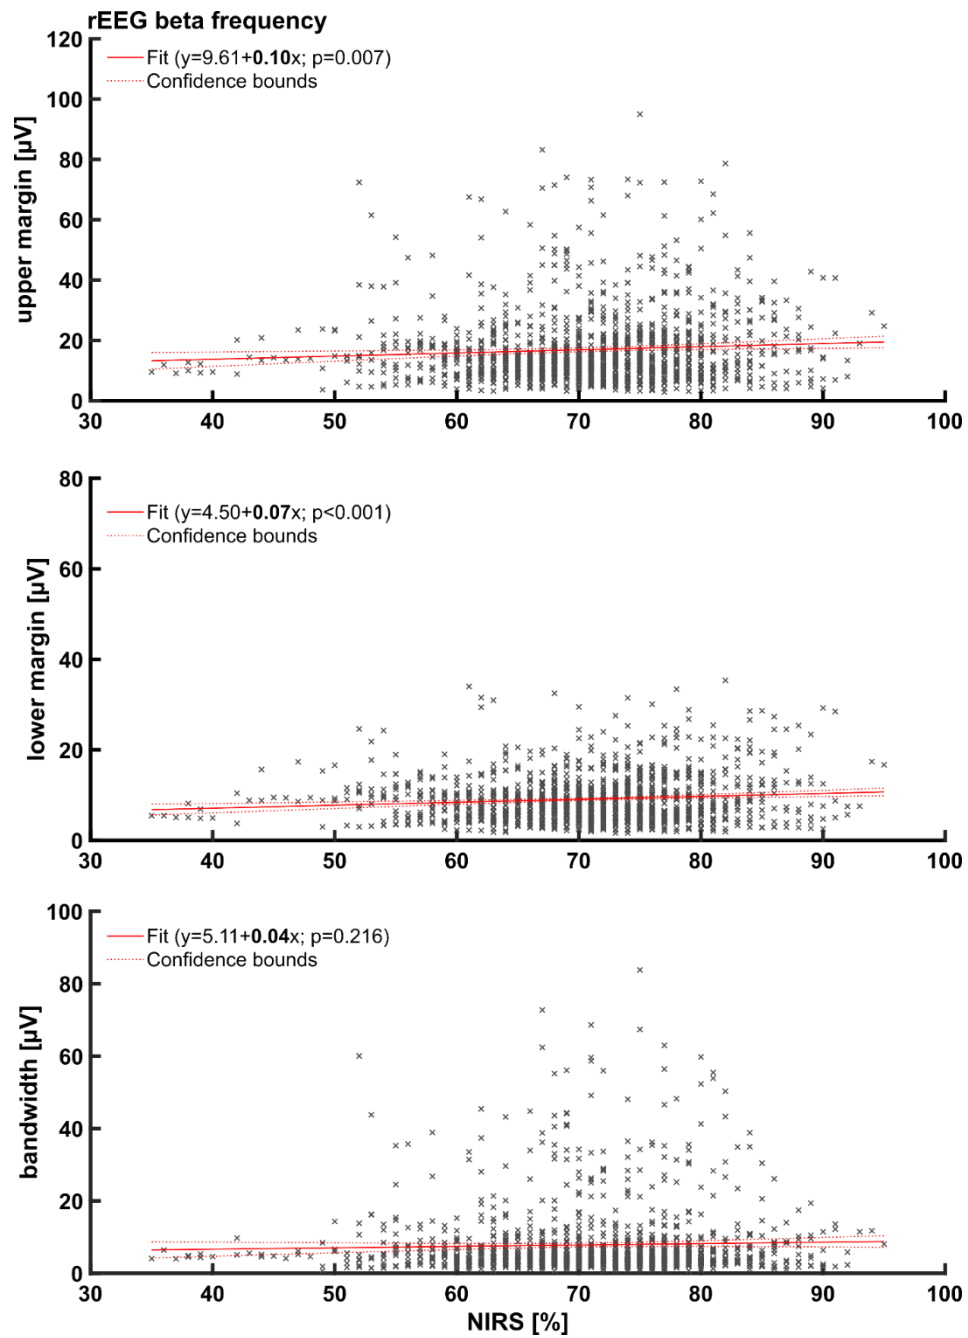 rEEG beta frequency
120
100
80
60
40
20
0
upper margin [µV]
Fit (y=9.61+0.10x; p=0.007)
Confidence bounds
30 40 50 60 70 80 90 100
80
60
40
20
0
lower margin [µV]
Fit (y=4.50+0.07x; p<0.001)
Confidence bounds
30 40 50 60 70 80 90 100
100
80
60
40
20
0
bandwidth [µV]
Fit (y=5.11+0.04x; p=0.216)
Confidence bounds
30 40 50 60 70 80 90 100
NIRS [%]